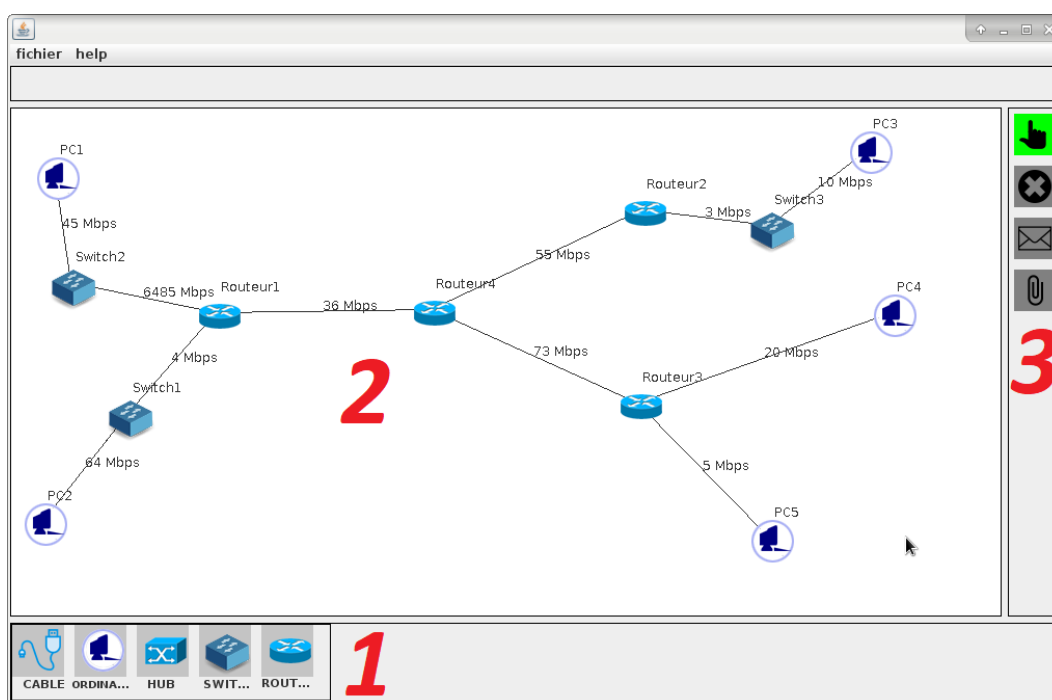 fichier help
PC3
PC1
10 Mbps
Routeur2
Switch3
3 Mbps
45 Mbps
Switch2
55 Mbps
Routeur4
PC4
Routeur1
6485 Mbps
36 Mbps
4 Mbps
73 Mbps
20 Mbps
3
Routeur3
Switch1
2
64 Mbps
5 Mbps
PC2
PC5
CABLE ORDINA... HUB SWIT... ROUT...
1